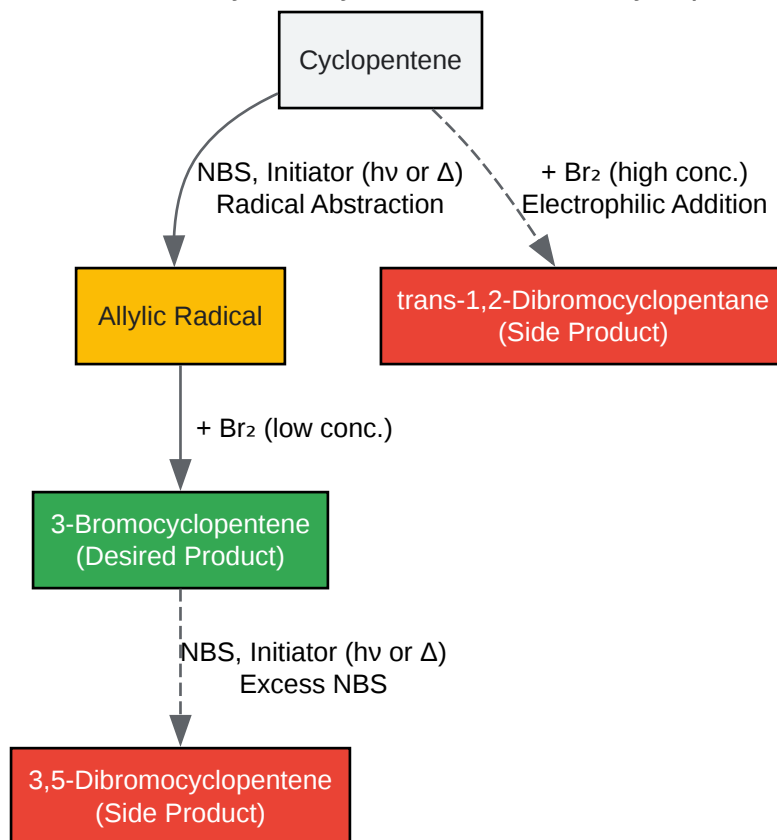 Cyclopentene
NBS, Initiator (hν or Δ)
Radical Abstraction
+ Br₂ (high conc.)
Electrophilic Addition
Allylic Radical
trans-1,2-Dibromocyclopentane
(Side Product)
+ Br₂ (low conc.)
3-Bromocyclopentene
(Desired Product)
NBS, Initiator (hν or Δ)
Excess NBS
3,5-Dibromocyclopentene
(Side Product)